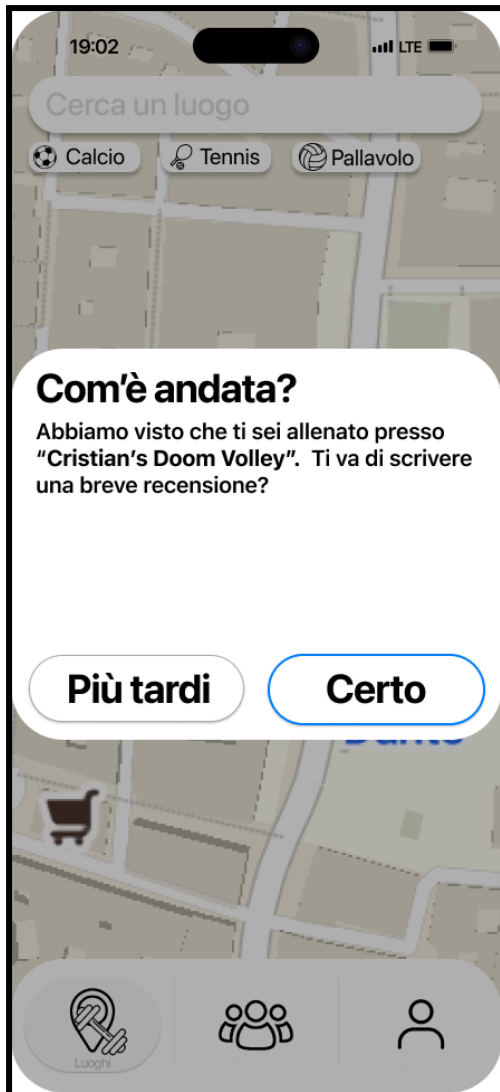 19:02
LTE
Cerca un luogo
Calcio
Tennis
Pallavolo
Com'è andata?
Abbiamo visto che ti sei allenato presso
“Cristian's Doom Volley”. Ti va di scrivere
una breve recensione?
Più tardi
Certo
Luoghi